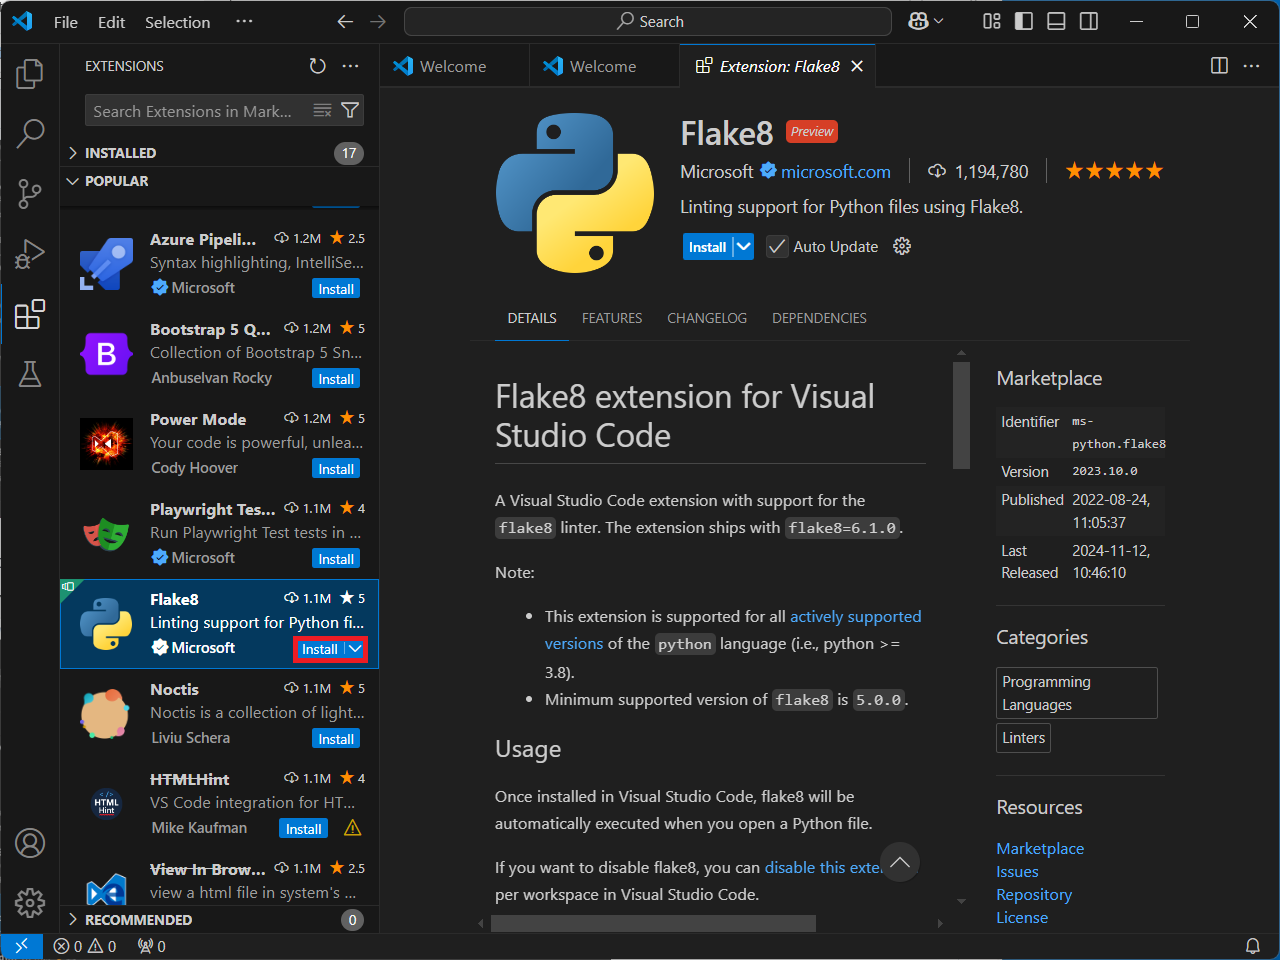 File Edit Selection ··· Search
EXTENSIONS
Welcome
Welcome
Extension: Flake8
Search Extensions in Mark...
INSTALLED 17
POPULAR
Azure Pipeli... 1.2M 2.5
Syntax highlighting, IntelliSe...
Microsoft Install
Bootstrap 5 Q... 1.2M 5
Collection of Bootstrap 5 Sn...
Anbuselvan Rocky Install
Power Mode 1.2M 5
Your code is powerful, unlea...
Cody Hoover Install
Playwright Tes... 1.1M 4
Run Playwright Test tests in ...
Microsoft Install
Flake8 1.1M 5
Linting support for Python fi...
Microsoft Install
Noctis 1.1M 5
Noctis is a collection of light...
Liviu Schera Install
HTML
Hint
HTMLHint 1.1M 4
VS Code integration for HT...
Mike Kaufman Install
View In Brow... 1.1M 2.5
view a html file in system's ...
RECOMMENDED 0
Flake8 Preview
Microsoft microsoft.com 1,194,780
Linting support for Python files using Flake8.
Install Auto Update
DETAILS FEATURES CHANGELOG DEPENDENCIES
Flake8 extension for Visual
Studio Code
A Visual Studio Code extension with support for the
flake8 linter. The extension ships with flake8=6.1.0.
Note:
• This extension is supported for all actively supported
versions of the python language (i.e., python >=
3.8).
• Minimum supported version of flake8 is 5.0.0.
Usage
Once installed in Visual Studio Code, flake8 will be
automatically executed when you open a Python file.
If you want to disable flake8, you can disable this exte
per workspace in Visual Studio Code.
Marketplace
Identifier ms-
python.flake8
Version 2023.10.0
Published 2022-08-24,
11:05:37
Last 2024-11-12,
Released 10:46:10
Categories
Programming
Languages
Linters
Resources
Marketplace
Issues
Repository
License
0 0 0